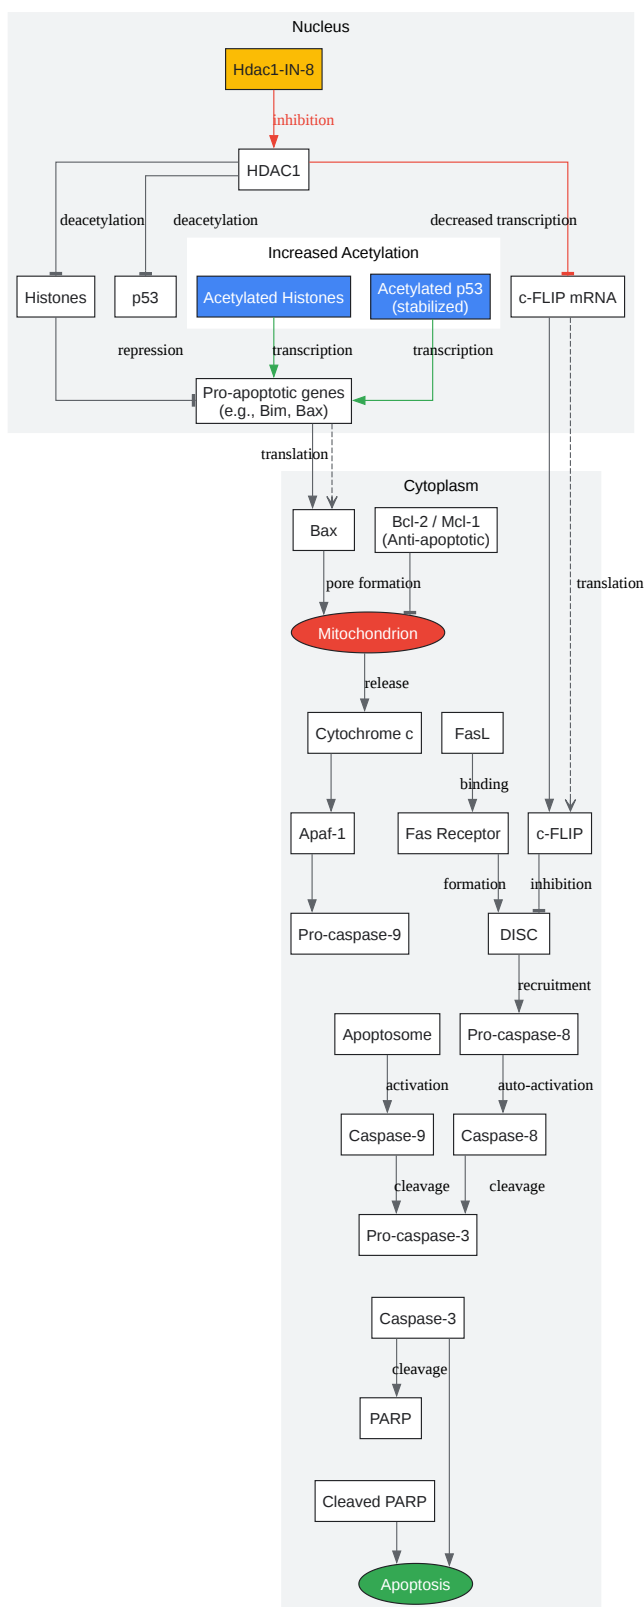 Nucleus
Hdac1-IN-8
inhibition
HDAC1
deacetylation
deacetylation
decreased transcription
Increased Acetylation
Histones
p53
Acetylated Histones
Acetylated p53
(stabilized)
c-FLIP mRNA
repression
transcription
transcription
Pro-apoptotic genes
(e.g., Bim, Bax)
translation
Cytoplasm
Bax
Bcl-2 / Mcl-1
(Anti-apoptotic)
pore formation
translation
Mitochondrion
release
Cytochrome c
FasL
binding
Apaf-1
Fas Receptor
c-FLIP
formation
inhibition
Pro-caspase-9
DISC
recruitment
Apoptosome
Pro-caspase-8
activation
auto-activation
Caspase-9
Caspase-8
cleavage
cleavage
Pro-caspase-3
Caspase-3
cleavage
PARP
Cleaved PARP
Apoptosis